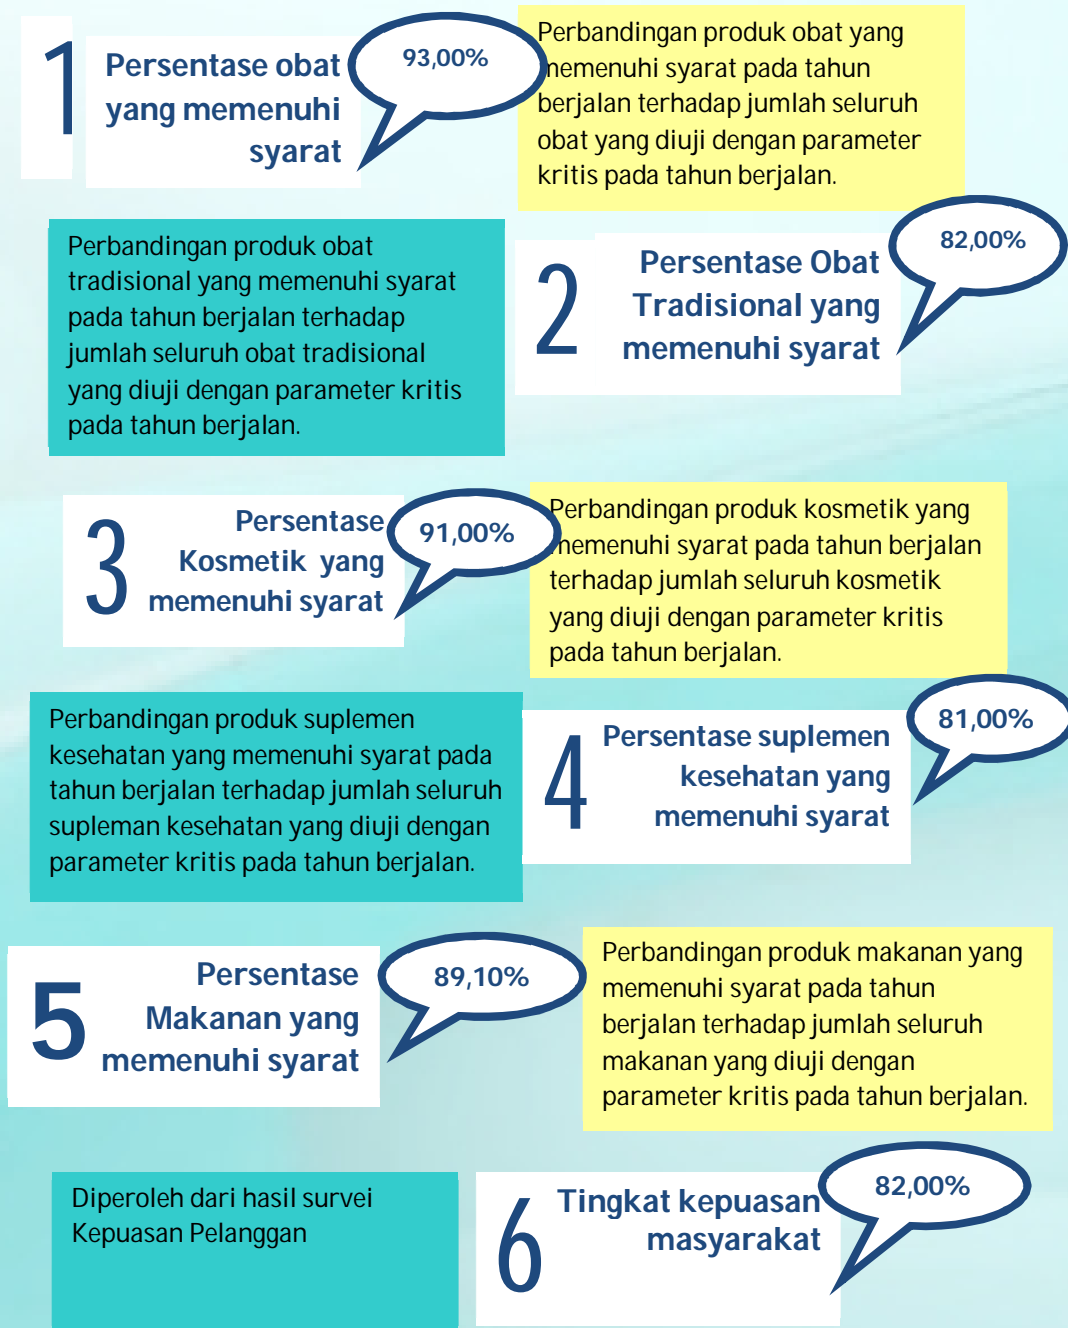 1
Persentase obat
yang memenuhi
syarat
93,00%
Perbandingan produk obat yang
memenuhi syarat pada tahun
berjalan terhadap jumlah seluruh
obat yang diuji dengan parameter
kritis pada tahun berjalan.
Perbandingan produk obat
tradisional yang memenuhi syarat
pada tahun berjalan terhadap
jumlah seluruh obat tradisional
yang diuji dengan parameter kritis
pada tahun berjalan.
2
Persentase Obat
Tradisional yang
memenuhi syarat
82,00%
3
Persentase
Kosmetik yang
memenuhi syarat
91,00%
Perbandingan produk kosmetik yang
memenuhi syarat pada tahun berjalan
terhadap jumlah seluruh kosmetik
yang diuji dengan parameter kritis
pada tahun berjalan.
Perbandingan produk suplemen
kesehatan yang memenuhi syarat pada
tahun berjalan terhadap jumlah seluruh
supleman kesehatan yang diuji dengan
parameter kritis pada tahun berjalan.
4
Persentase suplemen
kesehatan yang
memenuhi syarat
81,00%
5
Persentase
Makanan yang
memenuhi syarat
89,10%
Perbandingan produk makanan yang
memenuhi syarat pada tahun
berjalan terhadap jumlah seluruh
makanan yang diuji dengan
parameter kritis pada tahun berjalan.
Diperoleh dari hasil survei
Kepuasan Pelanggan
6
Tingkat kepuasan
masyarakat
82,00%